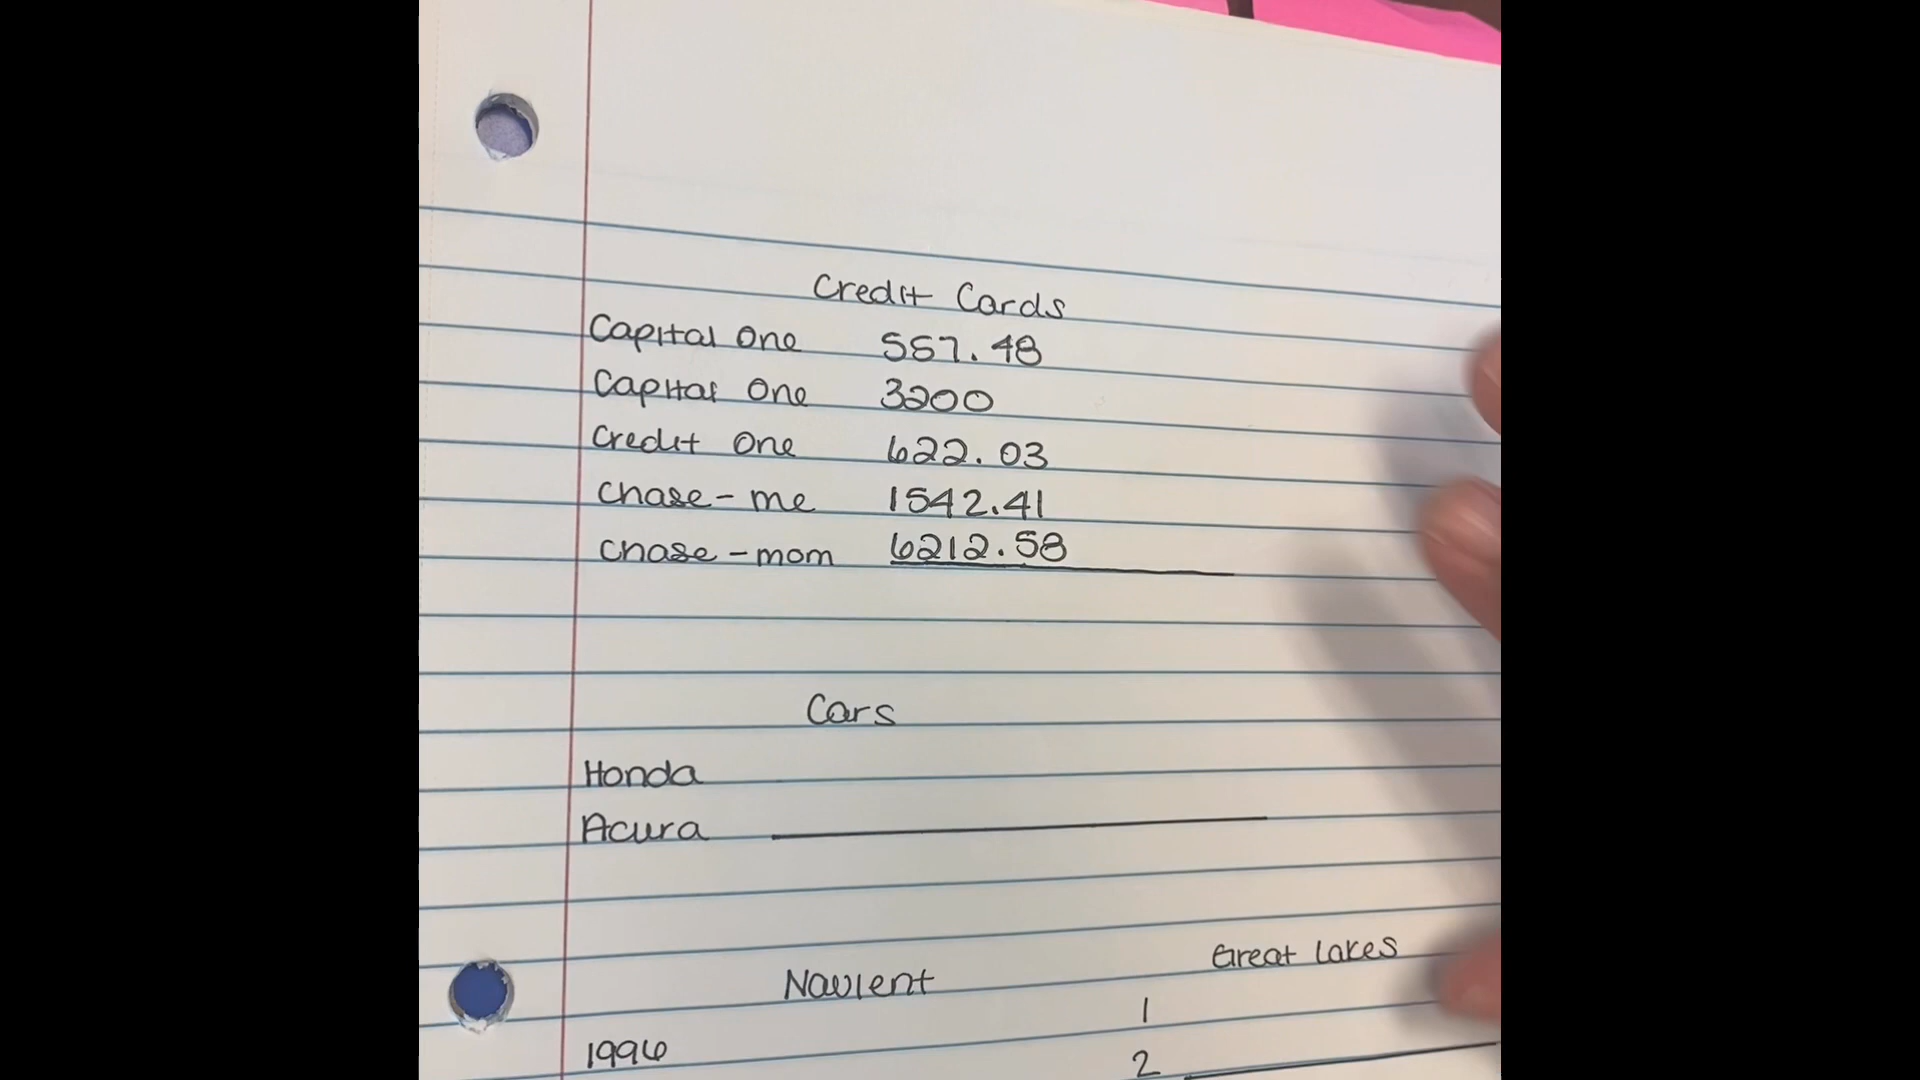 Credit Cards
Capital One 557.48
Capital One 3200
Credit One 622.03
Chase - me 1542.41
Chase - mom 6212.58
Cars
Honda
Acura
Navient Great Lakes
1
1996 2